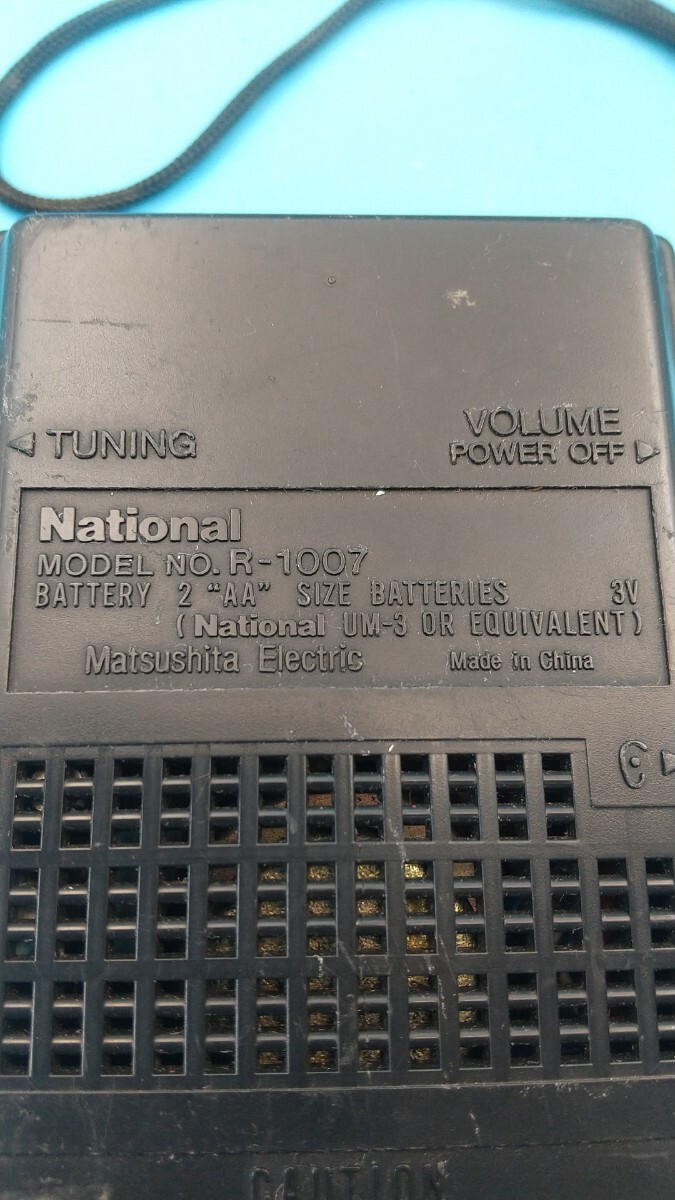 ◁ TUNING
VOLUME
POWER OFF ▷
National
MODEL NO. R-1007
BATTERY 2 "AA" SIZE BATTERIES 3V
(National UM-3 OR EQUIVALENT)
Matsushita Electric Made in China
CAUTION